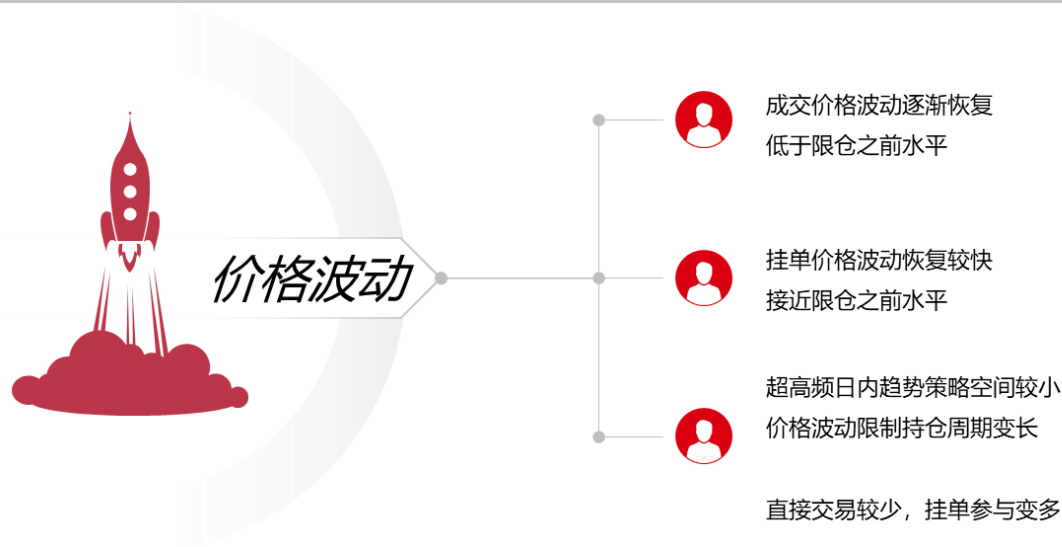 价格波动
成交价格波动逐渐恢复
低于限仓之前水平
挂单价格波动恢复较快
接近限仓之前水平
超高频日内趋势策略空间较小
价格波动限制持仓周期变长
直接交易较少，挂单参与变多